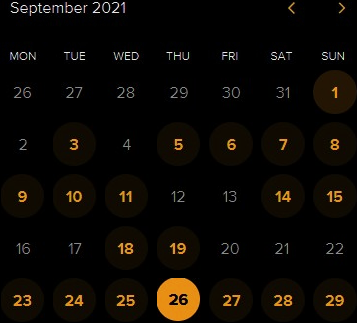 September 2021
MON TUE WED THU FRI SAT SUN
26 27 28 29 30 31 1
2 3 4 5 6 7 8
9 10 11 12 13 14 15
16 17 18 19 20 21 22
23 24 25 26 27 28 29